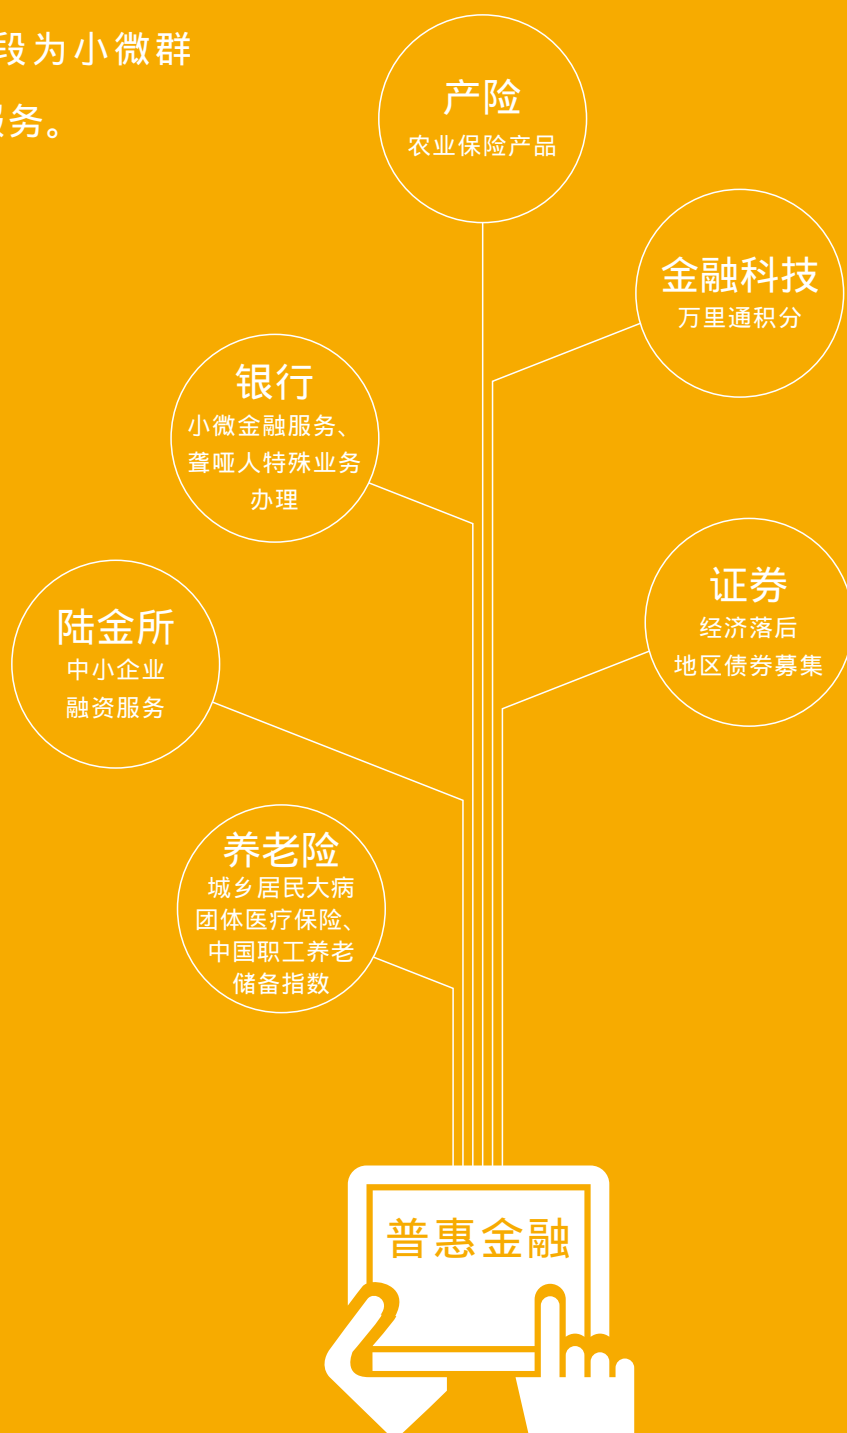 段为小微群
服务。
产险
农业保险产品
金融科技
万里通积分
银行
小微金融服务、
聋哑人特殊业务
办理
证券
经济落后
地区债券募集
陆金所
中小企业
融资服务
养老险
城乡居民大病
团体医疗保险、
中国职工养老
储备指数
普惠金融